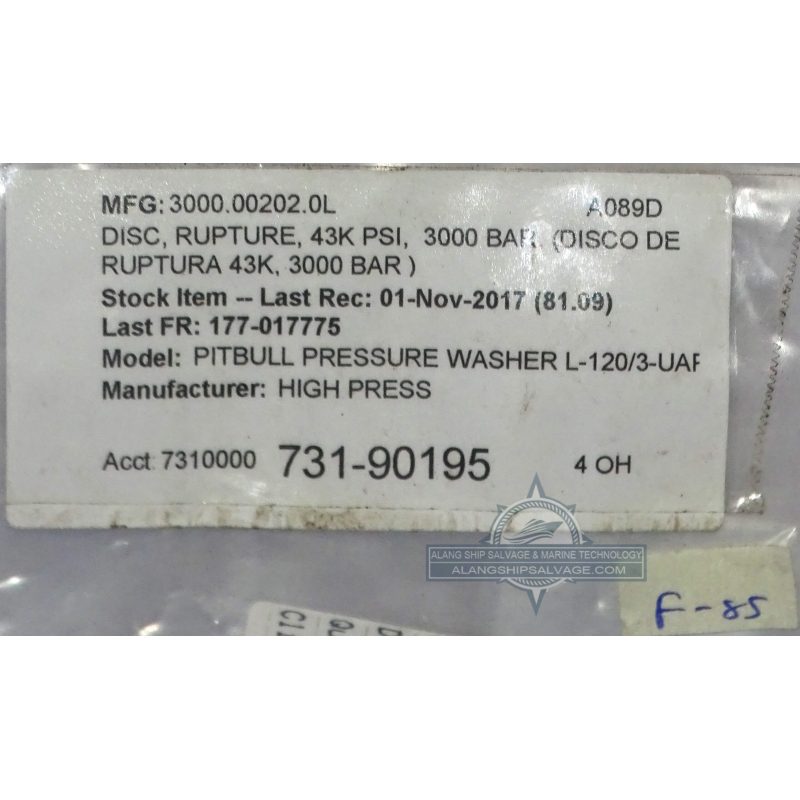 MFG: 3000.00202.0L A089D
DISC, RUPTURE, 43K PSI, 3000 BAR (DISCO DE
RUPTURA 43K, 3000 BAR )
Stock Item -- Last Rec: 01-Nov-2017 (81.09)
Last FR: 177-017775
Model: PITBULL PRESSURE WASHER L-120/3-UAF
Manufacturer: HIGH PRESS
Acct: 7310000 731-90195 4 OH
ALANG SHIP SALVAGE & MARINE TECHNOLOGY
ALANGSHIPSALVAGE.COM
F-85